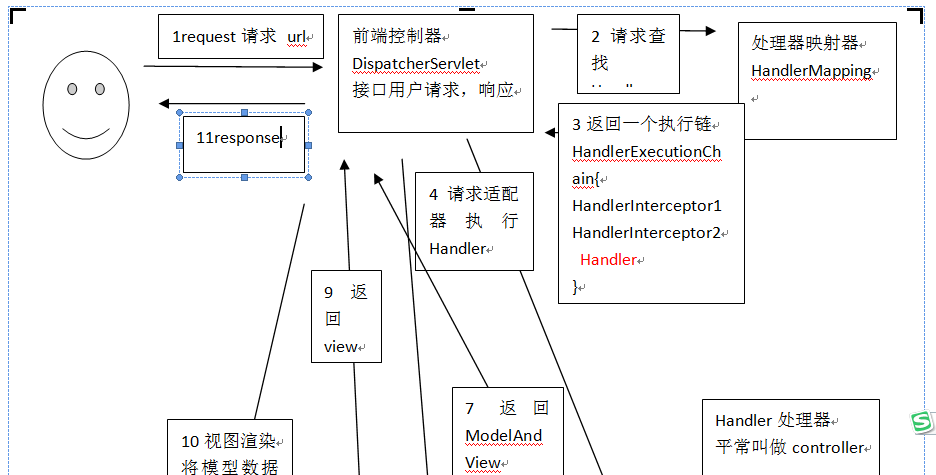 1request 请求 url
前端控制器
DispatcherServlet
接口用户请求，响应
2 请求查
找
处理器映射器
HandlerMapping
11response
3 返回一个执行链
HandlerExecutionCh
ain{
HandlerInterceptor1
HandlerInterceptor2
Handler
}
4 请求适配
器执行
Handler
9 返
回
view
7 返回
ModelAnd
View
Handler 处理器
平常叫做 controller
10 视图渲染
将模型数据